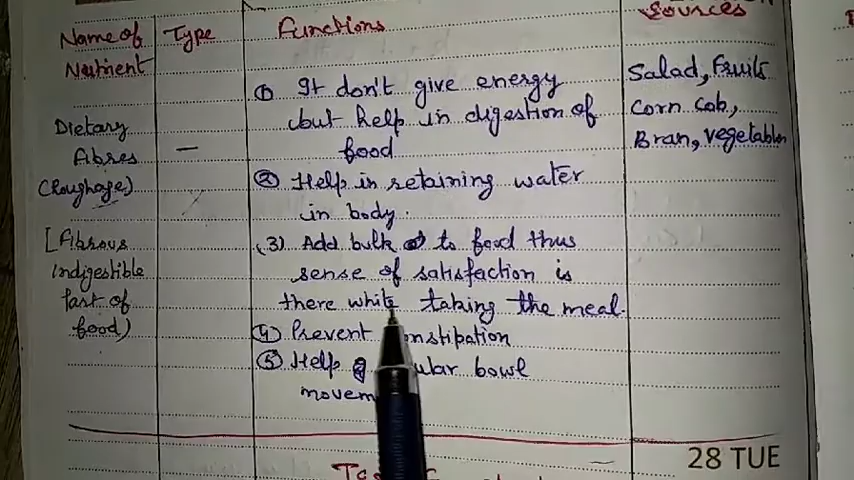 Name of Type Functions Sources
Nutrient
① It don't give energy Salad, Fruits
but help in digestion of Corn Cob,
Dietary
Fibres — food Bran, vegetables
(Roughage) ② Help in retaining water
in body.
[Fibrous (3) Add bulk to food thus
Indigestible sense of satisfaction is
Part of there while taking the meal.
food) ④ Prevent
⑤ Help bowl
28 TUE